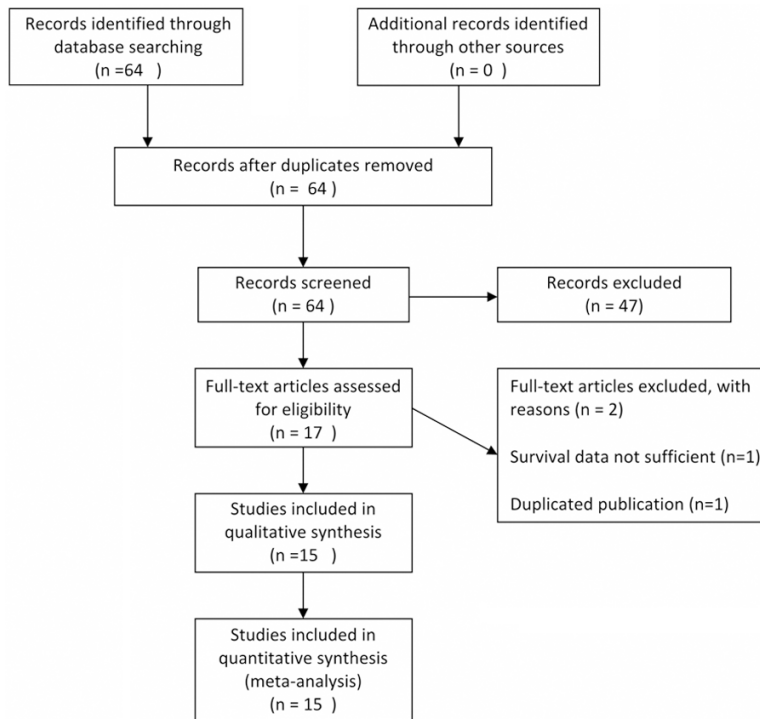 Records identified through
database searching
(n =64 )
Additional records identified
through other sources
(n = 0 )
Records after duplicates removed
(n = 64 )
Records screened
(n = 64 )
Records excluded
(n = 47)
Full-text articles assessed
for eligibility
(n = 17 )
Full-text articles excluded, with
reasons (n = 2)
Survival data not sufficient (n=1)
Duplicated publication (n=1)
Studies included in
qualitative synthesis
(n =15 )
Studies included in
quantitative synthesis
(meta-analysis)
(n = 15 )